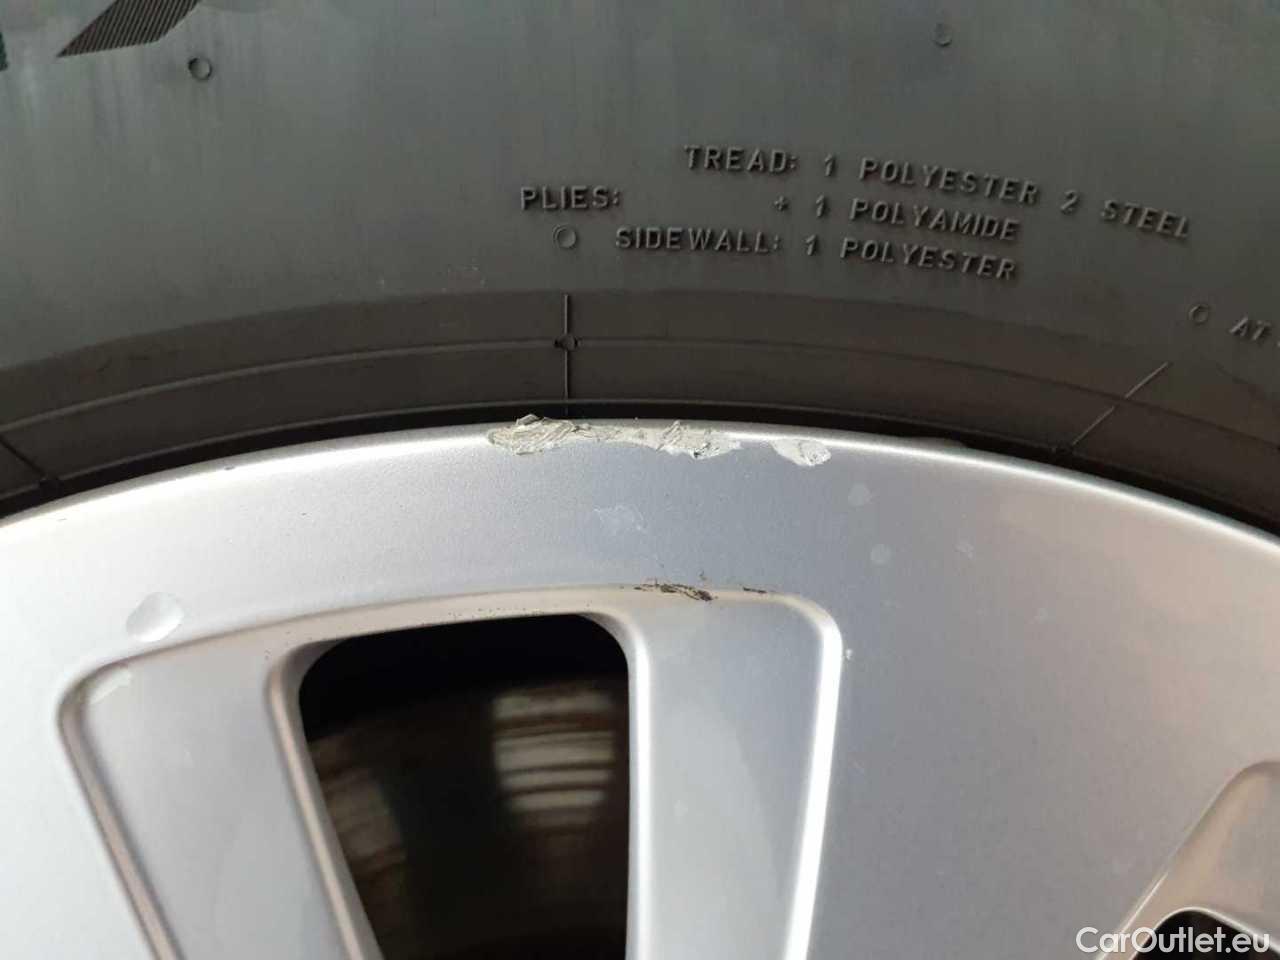 TREAD: 1 POLYESTER 2 STEEL
PLIES: + 1 POLYAMIDE
SIDEWALL: 1 POLYESTER
CarOutlet.eu